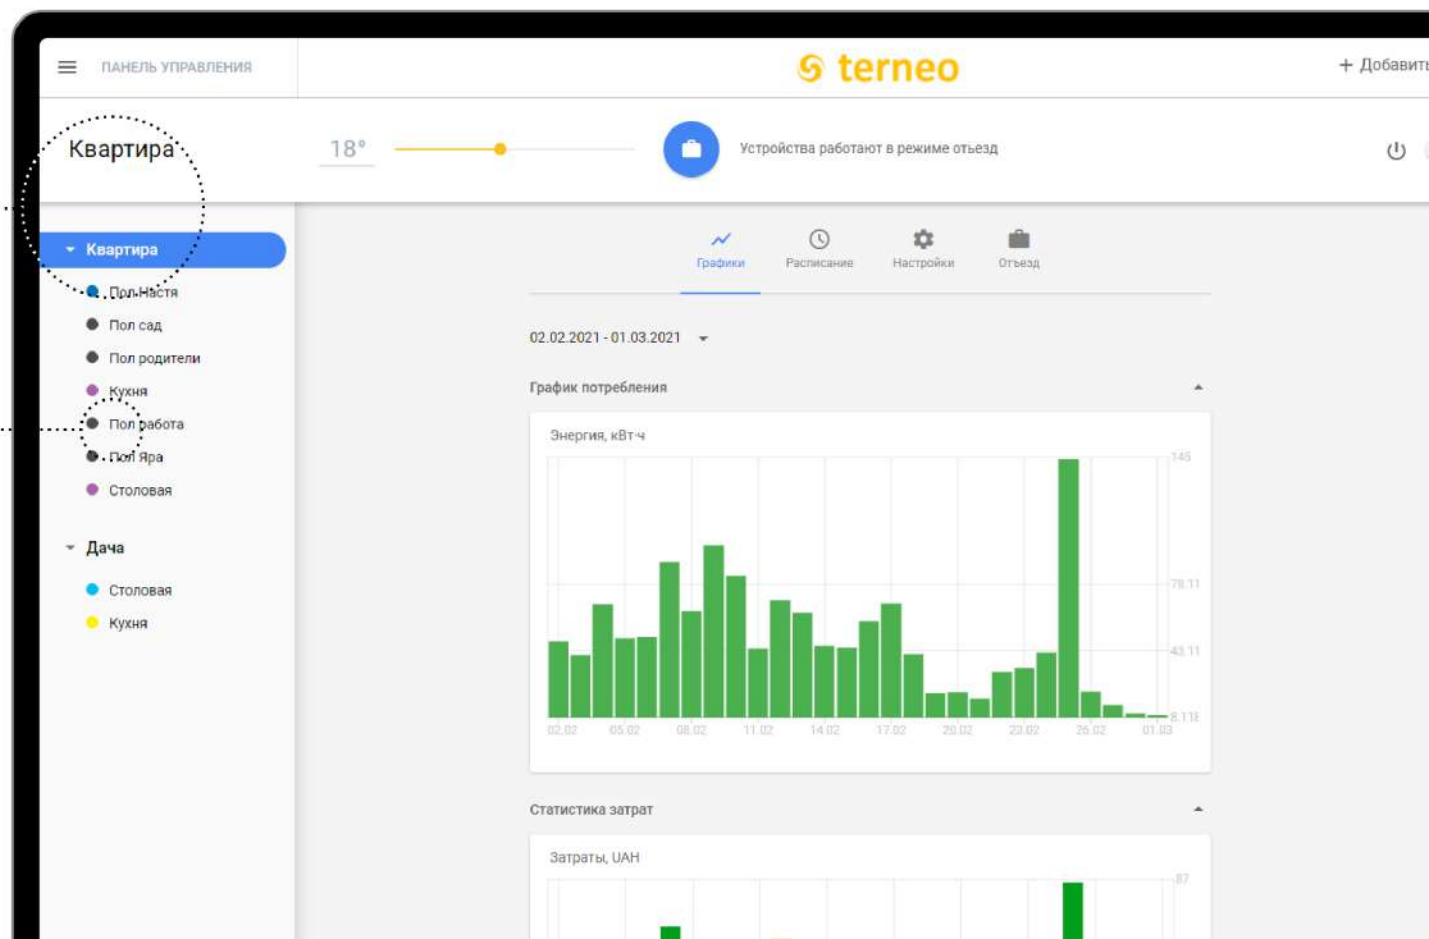 ПАНЕЛЬ УПРАВЛЕНИЯ
terneo
+ Добавить
Квартира
18°
Устройства работают в режиме отьезд
Квартира
Пол Настя
Пол сад
Пол родители
Кухня
Пол работа
Пол Яра
Столовая
Дача
Столовая
Кухня
Графики
Расписание
Настройки
Отъезд
02.02.2021 - 01.03.2021
График потребления
Энергия, кВт·ч
145
78.11
43.11
8.118
02.02 05.02 08.02 11.02 14.02 17.02 20.02 23.02 26.02 01.03
Статистика затрат
Затраты, UAH
87